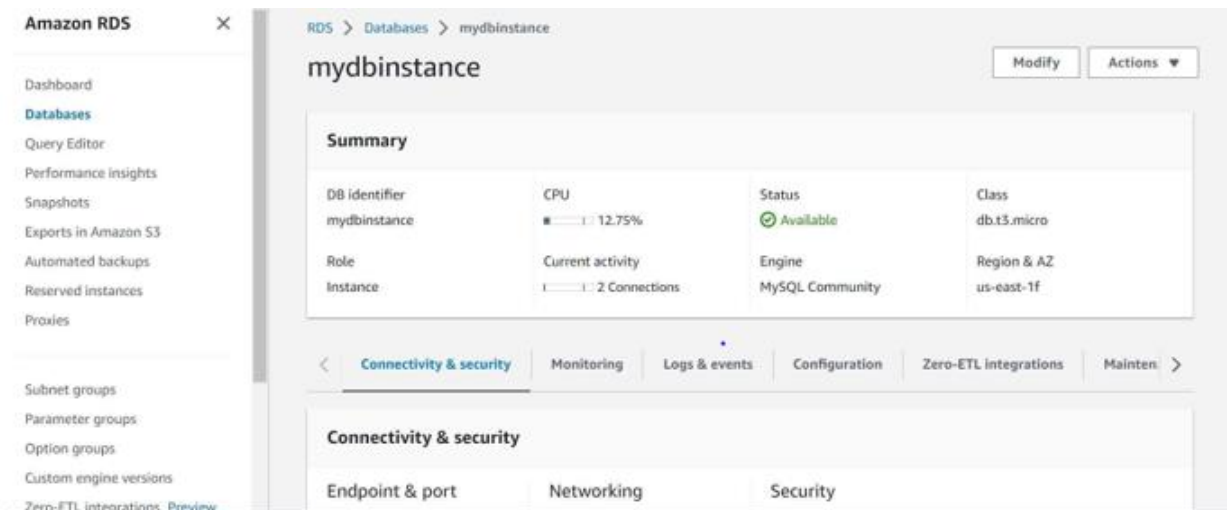 Amazon RDS
Dashboard
Databases
Query Editor
Performance insights
Snapshots
Exports in Amazon S3
Automated backups
Reserved instances
Proxies
Subnet groups
Parameter groups
Option groups
Custom engine versions
Zero-ETL integrations Preview
RDS > Databases > mydbinstance
mydbinstance
Modify
Actions ▼
Summary
DB identifier
mydbinstance
CPU
12.75%
Status
Available
Class
db.t3.micro
Role
Instance
Current activity
2 Connections
Engine
MySQL Community
Region & AZ
us-east-1f
Connectivity & security
Monitoring
Logs & events
Configuration
Zero-ETL integrations
Mainten
Connectivity & security
Endpoint & port
Networking
Security